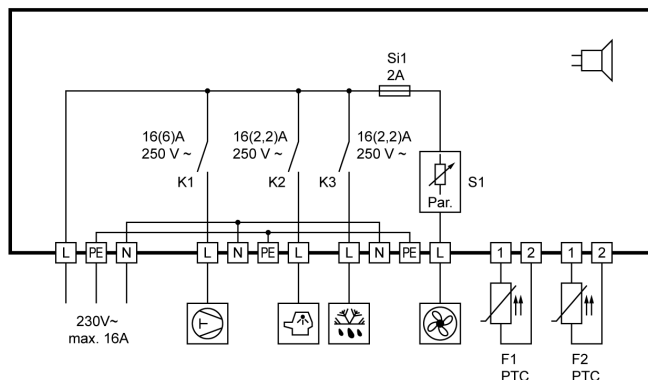 Si1
2A
16(6)A
250 V ~
K1
16(2,2)A
250 V ~
K2
16(2,2)A
250 V ~
K3
S1
Par.
L PE N L N PE L L N PE L 1 2 1 2
230V~
max. 16A
T
F1
PTC
F2
PTC